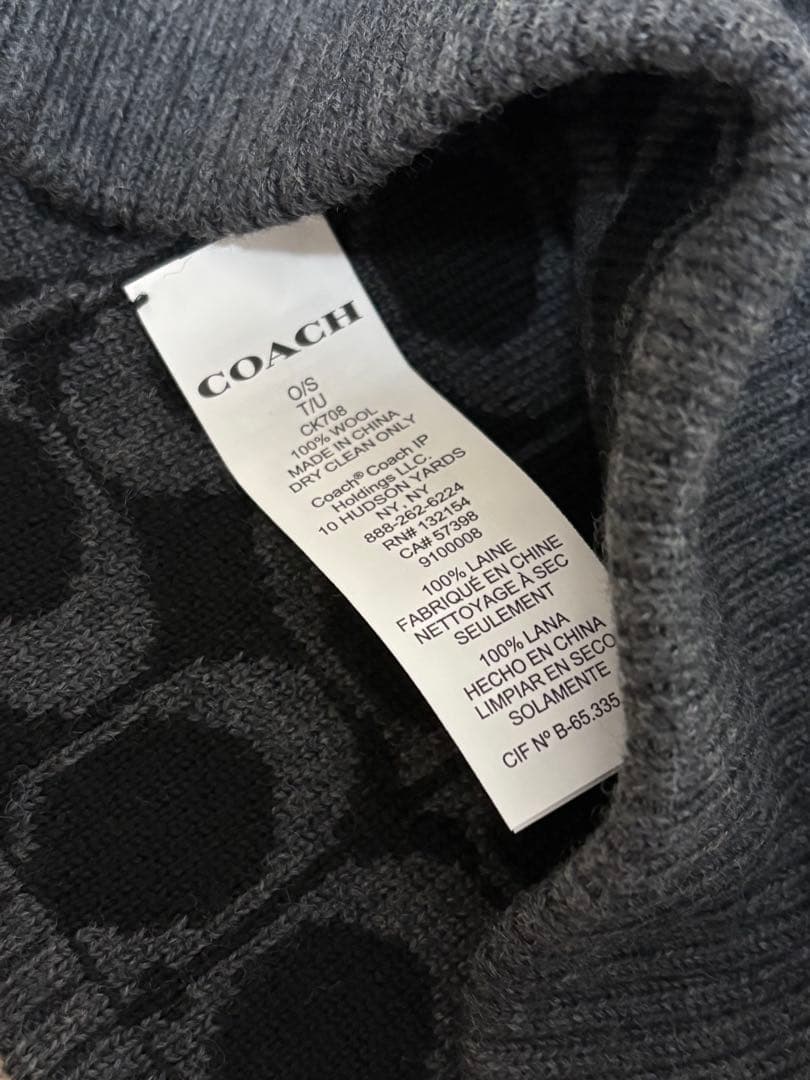 COACH
O/S
T/U
CK708
100% WOOL
MADE IN CHINA
DRY CLEAN ONLY
Coach® Coach IP
Holdings LLC.
10 HUDSON YARDS
NY, NY
888-262-6224
RN# 132154
CA# 57398
9100008
100% LAINE
FABRIQUÉ EN CHINE
NETTOYAGE À SEC
SEULEMENT
100% LANA
HECHO EN CHINA
LIMPIAR EN SECO
SOLAMENTE
CIF Nº B-65.335